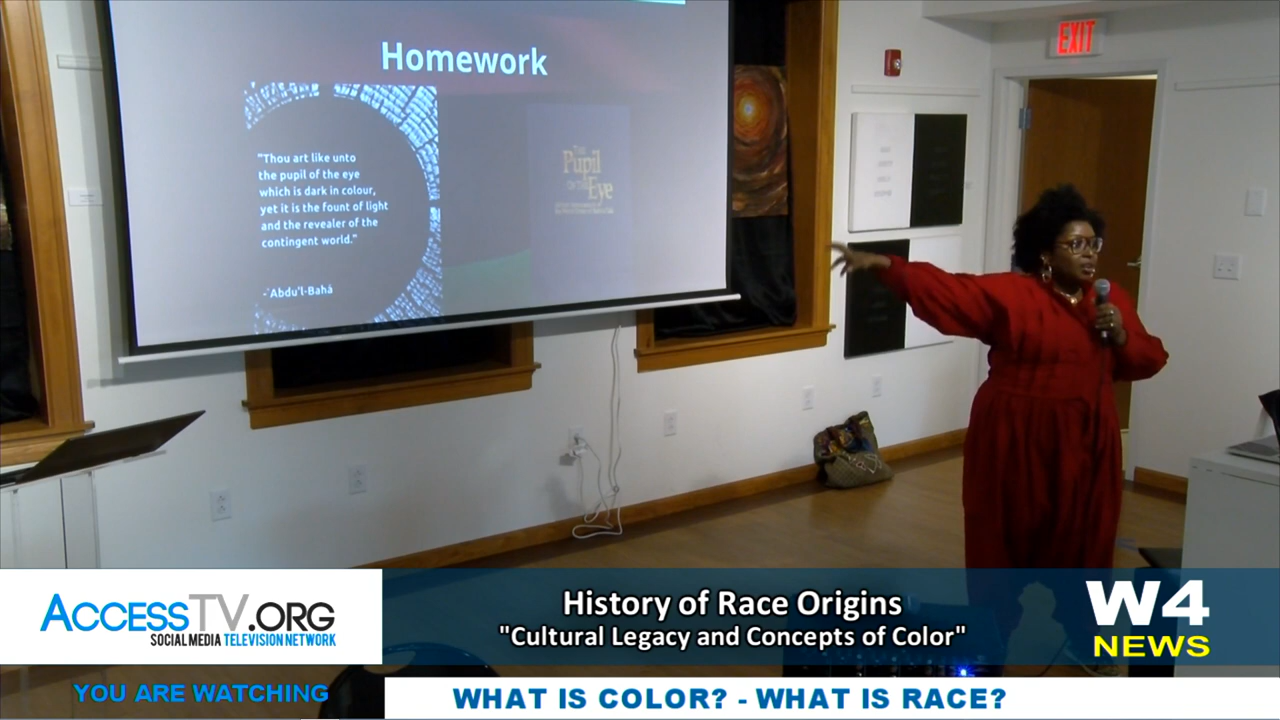 Homework
"Thou art like unto
the pupil of the eye
which is dark in colour,
yet it is the fount of light
and the revealer of the
contingent world."
-`Abdu'l-Bahá
THE
Pupil
OF THE
Eye
EXIT
ACCESSTV.ORG
SOCIAL MEDIA TELEVISION NETWORK
History of Race Origins
"Cultural Legacy and Concepts of Color"
W4
NEWS
YOU ARE WATCHING
WHAT IS COLOR? - WHAT IS RACE?